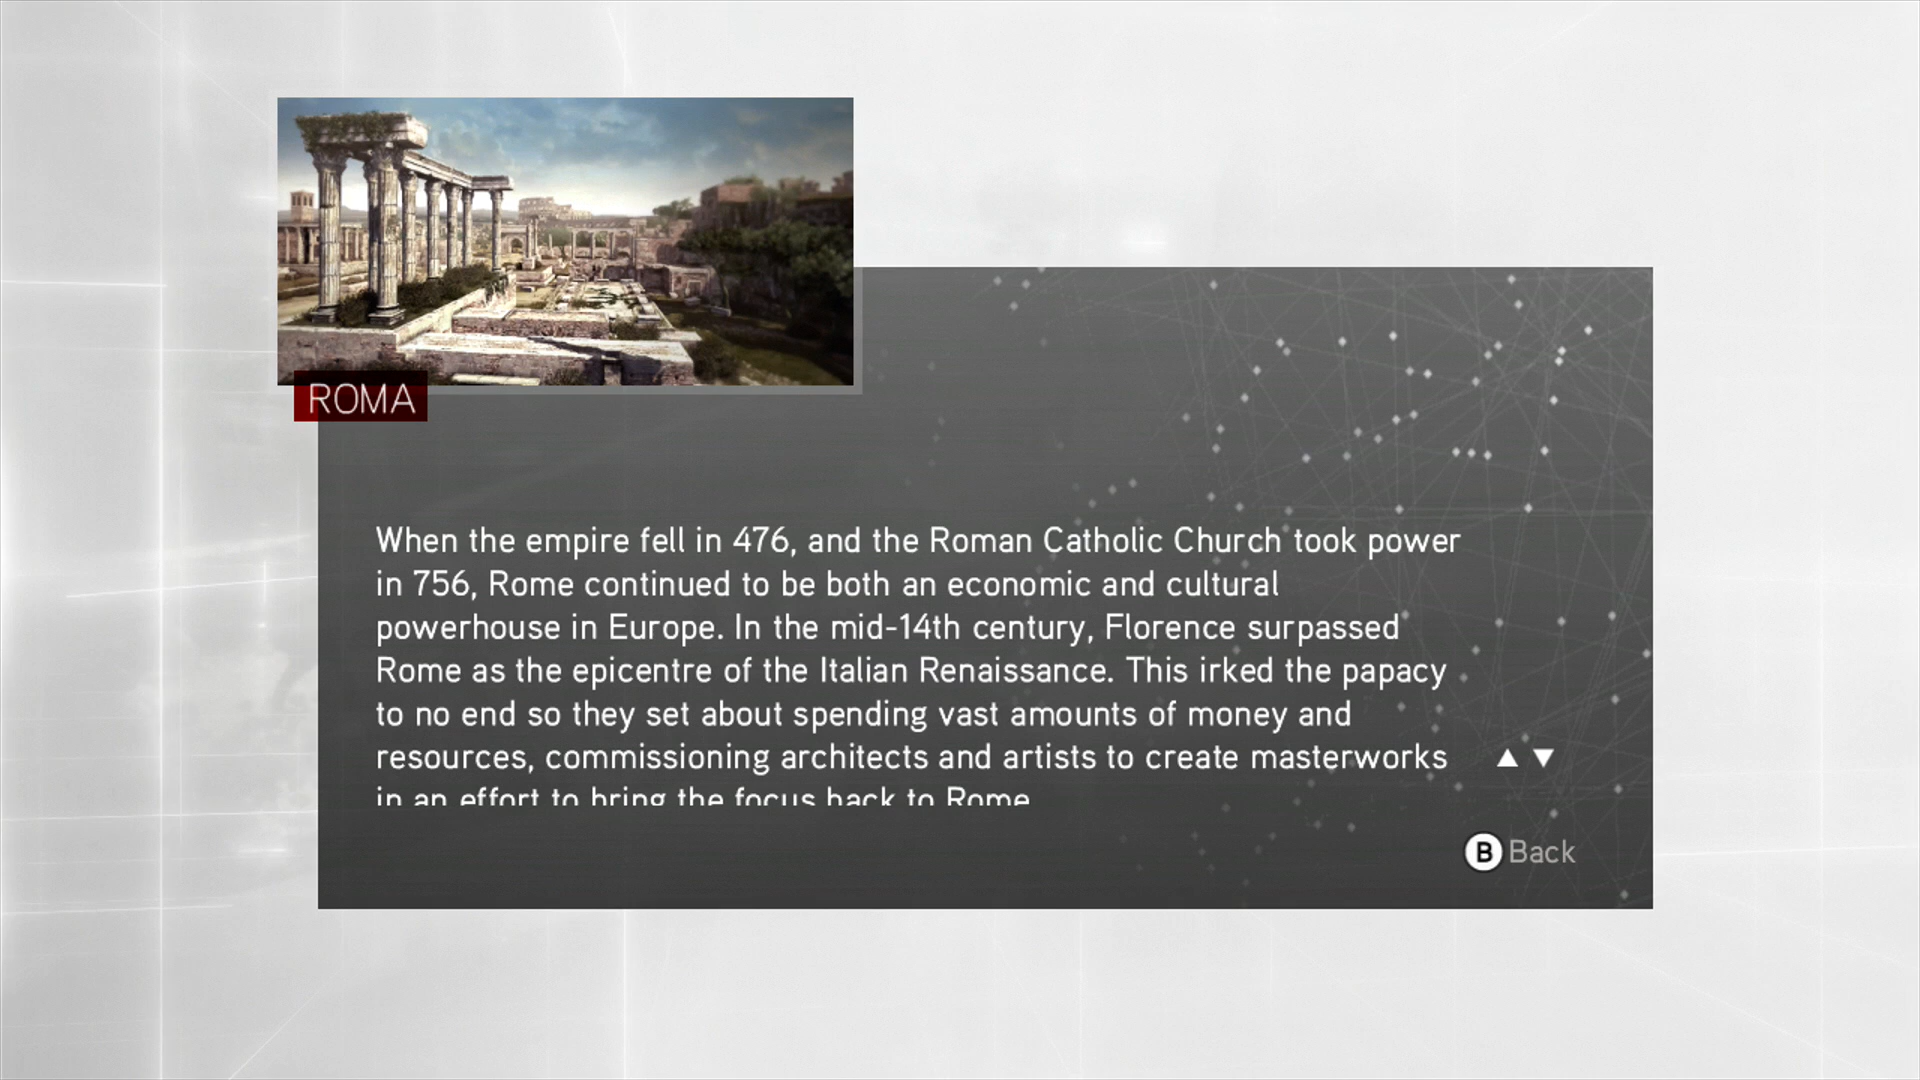 ROMA
When the empire fell in 476, and the Roman Catholic Church took power
in 756, Rome continued to be both an economic and cultural
powerhouse in Europe. In the mid-14th century, Florence surpassed
Rome as the epicentre of the Italian Renaissance. This irked the papacy
to no end so they set about spending vast amounts of money and
resources, commissioning architects and artists to create masterworks
in an effort to bring the focus back to Rome
▲ ▼
B Back